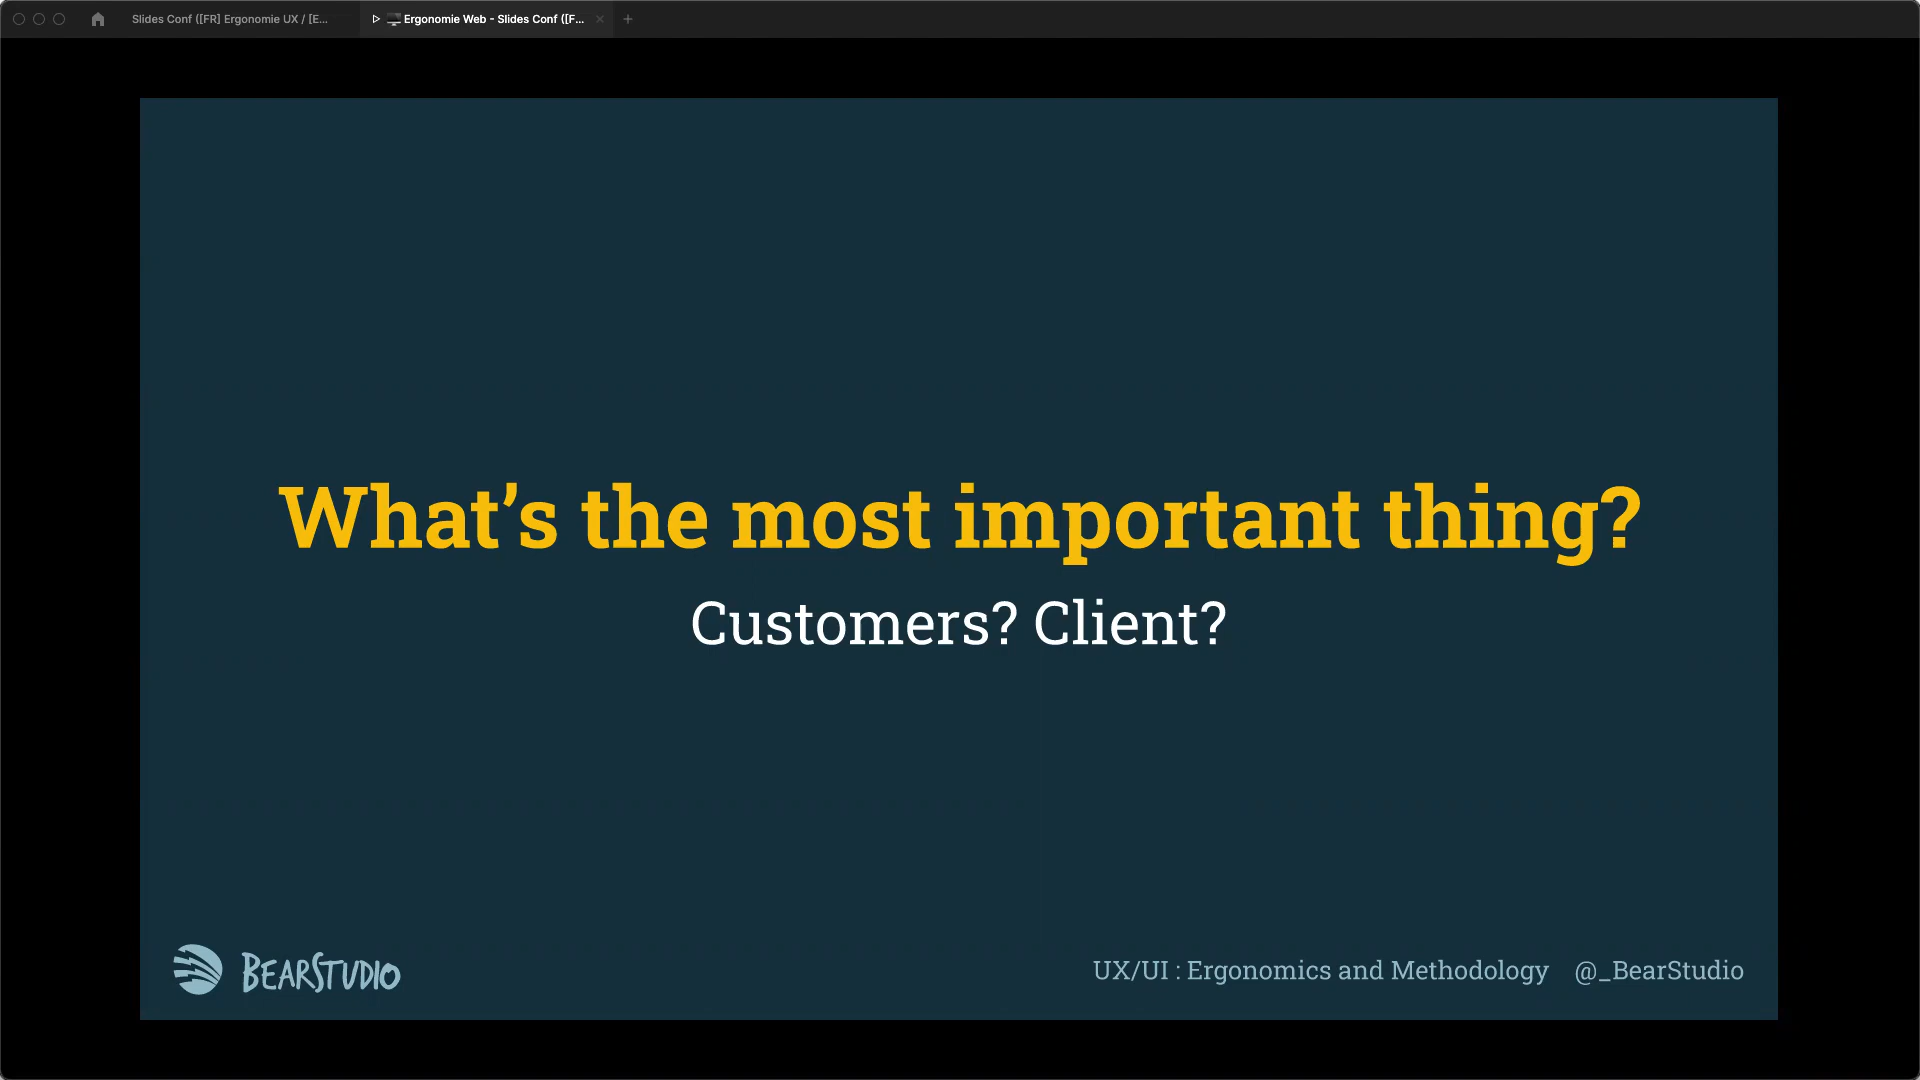 Slides Conf ([FR] Ergonomie UX / [E...
Ergonomie Web - Slides Conf ([F...
What’s the most important thing?
Customers? Client?
BEARSTUDIO
UX/UI : Ergonomics and Methodology @_BearStudio